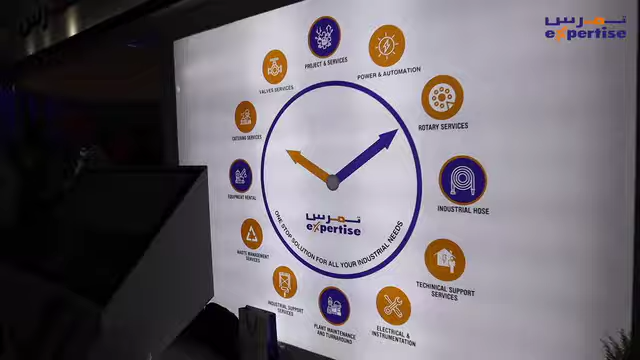 تمرس
expertise
PROJECT & SERVICES
POWER & AUTOMATION
ROTARY SERVICES
INDUSTRIAL HOSE
TECHINICAL SUPPORT
SERVICES
ELECTRICAL &
INSTRUMENTATION
PLANT MAINTENANCE
AND TURNAROUND
INDUSTRIAL SUPPORT
SERVICES
WASTE MANAGEMENT
SERVICES
EQUIPMENT RENTAL
CATERING SERVICES
VALVES SERVICES
تمرس
expertise
ONE STOP SOLUTION FOR ALL YOUR INDUSTRIAL NEEDS